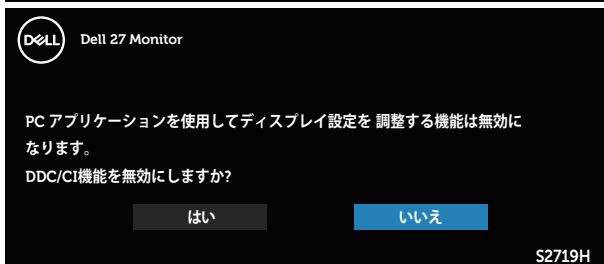 DELL
Dell 27 Monitor
PC アプリケーションを使用してディスプレイ設定を 調整する機能は無効に
なります。
DDC/CI機能を無効にしますか?
はい いいえ
S2719H